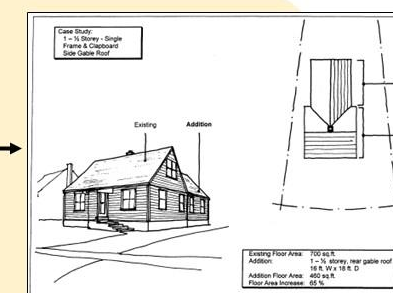 Case Study:
1 – ½ Storey - Single
Frame & Clapboard
Side Gable Roof
Existing
Addition
Existing Floor Area: 700 sq.ft.
Addition: 1 – ½ storey, rear gable roof
16 ft. W x 18 ft. D
Addition Floor Area: 460 sq.ft.
Floor Area Increase: 65 %